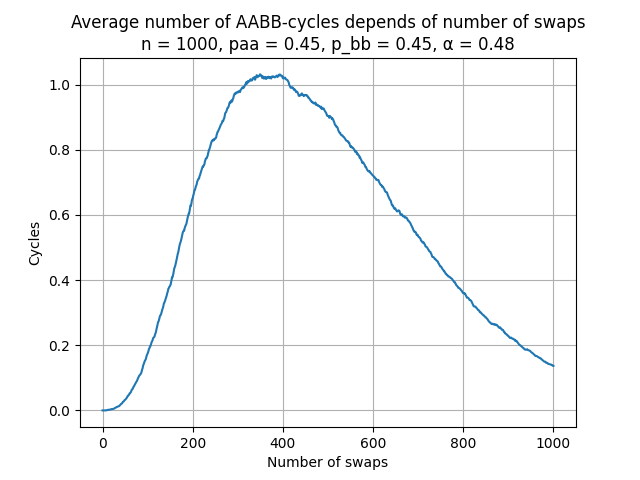 Average number of AABB-cycles depends of number of swaps
n = 1000, paa = 0.45, p_bb = 0.45, α = 0.48
1.0
0.8
0.6
0.4
0.2
0.0
Cycles
0 200 400 600 800 1000
Number of swaps